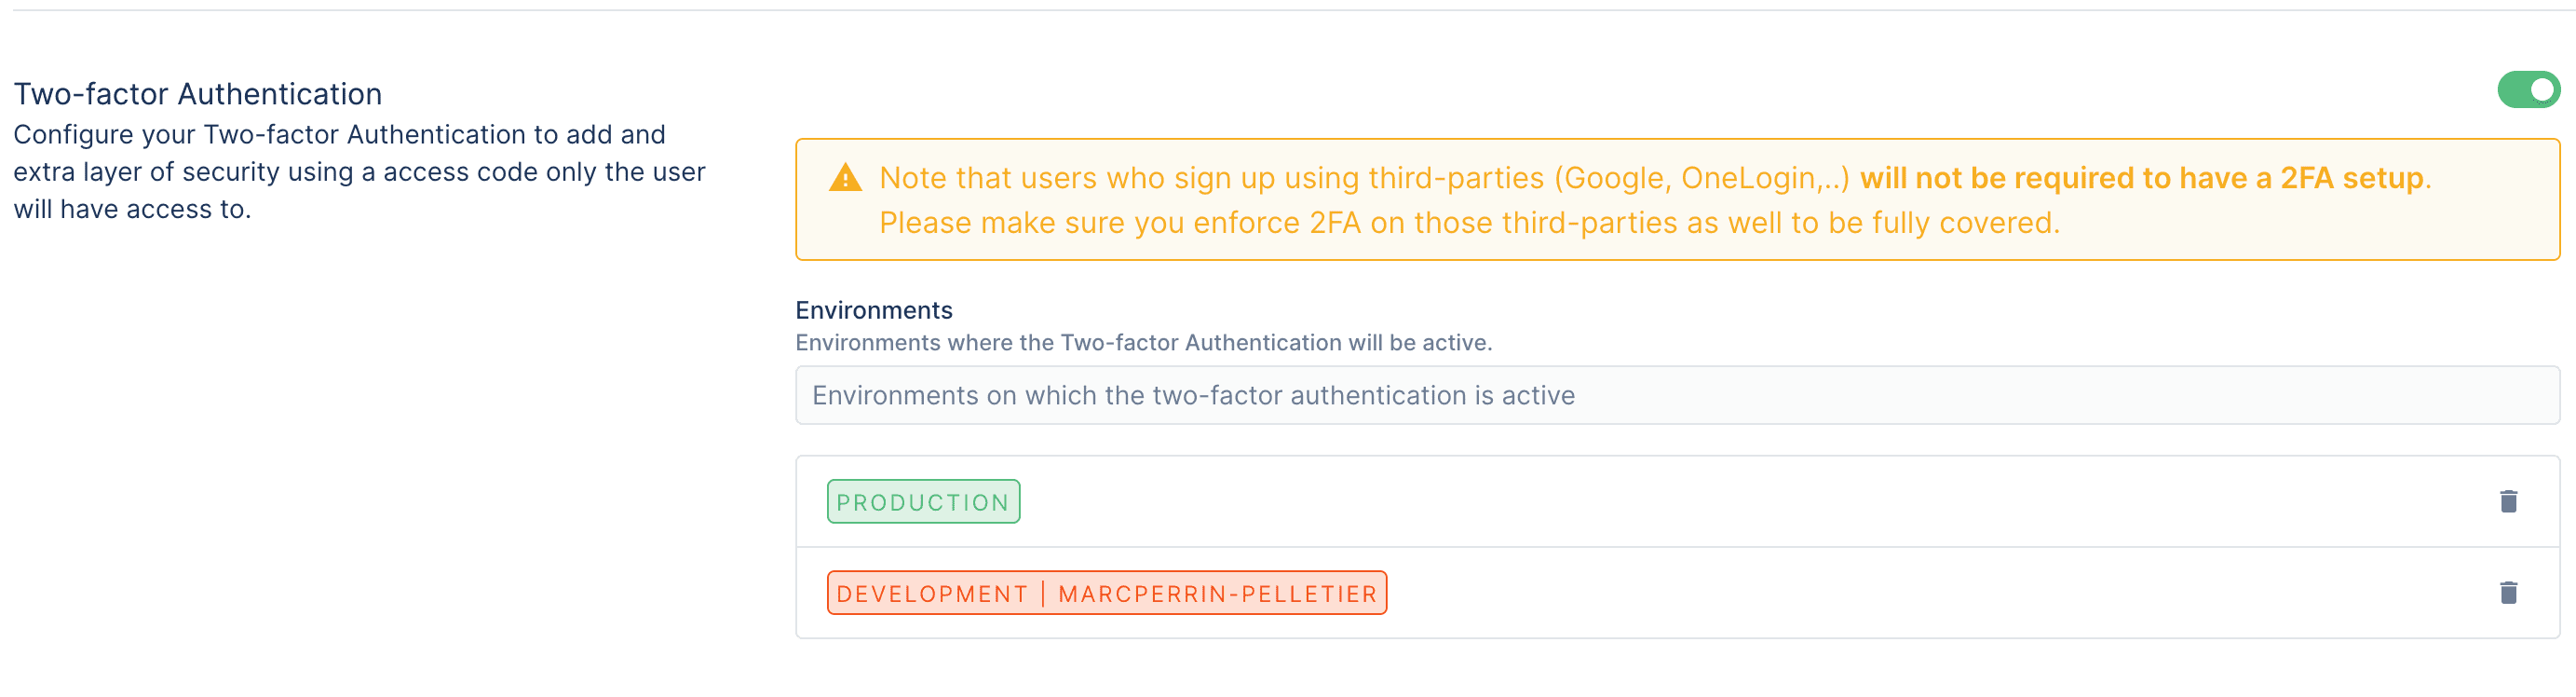 Two-factor Authentication
Configure your Two-factor Authentication to add and
extra layer of security using a access code only the user
will have access to.
Note that users who sign up using third-parties (Google, OneLogin,..) will not be required to have a 2FA setup.
Please make sure you enforce 2FA on those third-parties as well to be fully covered.
Environments
Environments where the Two-factor Authentication will be active.
Environments on which the two-factor authentication is active
PRODUCTION
DEVELOPMENT | MARCPERRIN-PELLETIER